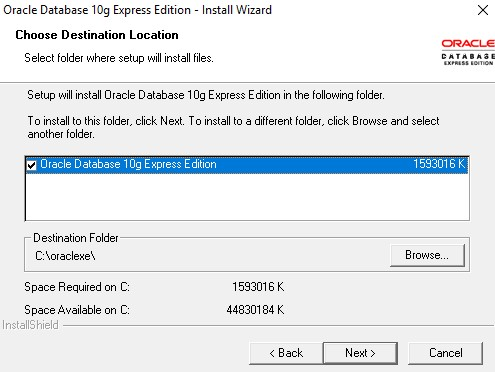 Oracle Database 10g Express Edition - Install Wizard
Choose Destination Location
Select folder where setup will install files.
ORACLE
DATABASE
EXPRESS EDITION
Setup will install Oracle Database 10g Express Edition in the following folder.
To install to this folder, click Next. To install to a different folder, click Browse and select
another folder.
Oracle Database 10g Express Edition 1593016 K
Destination Folder
C:\oraclexe\
Browse...
Space Required on C: 1593016 K
Space Available on C: 44830184 K
InstallShield
< Back Next > Cancel